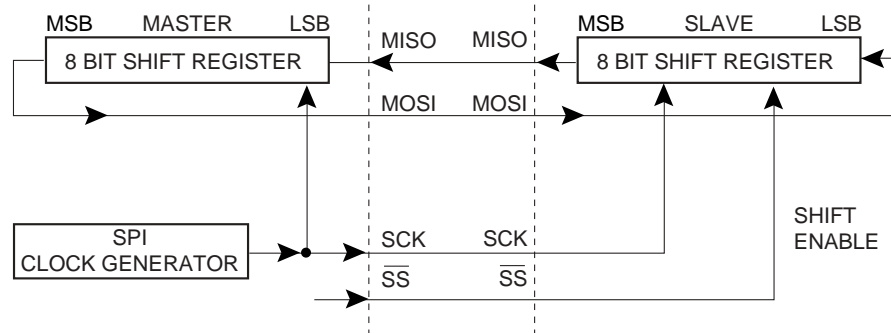 MSB MASTER LSB
8 BIT SHIFT REGISTER
MISO MISO
MSB SLAVE LSB
8 BIT SHIFT REGISTER
MOSI MOSI
SPI
CLOCK GENERATOR
SCK SCK
SS SS
SHIFT
ENABLE